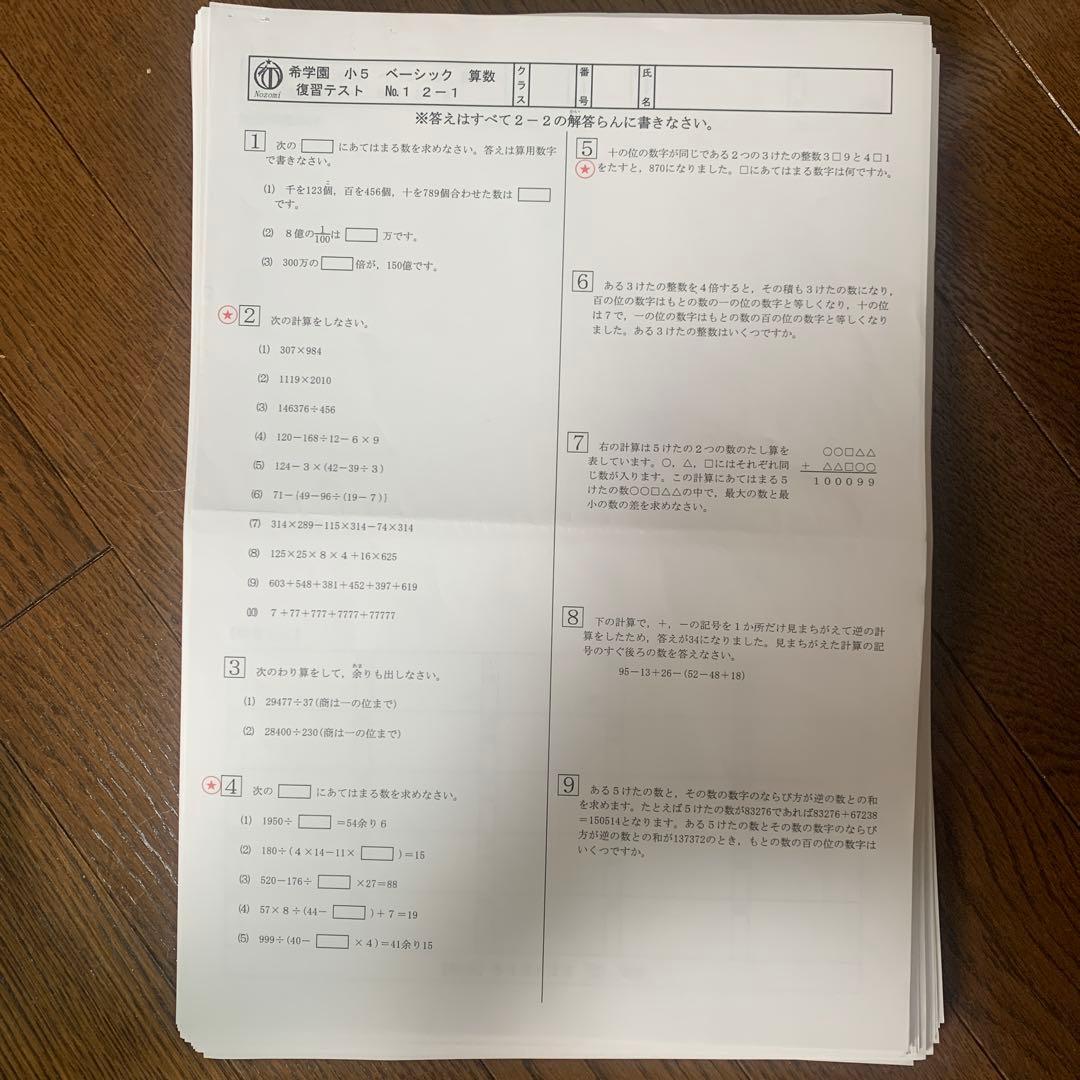 希学園 小5 ベーシック 算数
復習テスト №1 2-1
Nozomi
クラス
番号
氏名
※答えはすべて2-2の解答らんに書きなさい。
1 次の□にあてはまる数を求めなさい。答えは算用数字
で書きなさい。
(1) 千を123個,百を456個,十を789個合わせた数は□
です。
(2) 8億の1/100は□万です。
(3) 300万の□倍が,150億です。
★2 次の計算をしなさい。
(1) 307×984
(2) 1119×2010
(3) 146376÷456
(4) 120-168÷12-6×9
(5) 124-3×(42-39÷3)
(6) 71-{49-96÷(19-7)}
(7) 314×289-115×314-74×314
(8) 125×25×8×4+16×625
(9) 603+548+381+452+397+619
(10) 7+77+777+7777+77777
3 次のわり算をして,余りも出しなさい。
(1) 29477÷37(商は一の位まで)
(2) 28400÷230(商は一の位まで)
★4 次の□にあてはまる数を求めなさい。
(1) 1950÷□=54余り6
(2) 180÷(4×14-11×□)=15
(3) 520-176÷□×27=88
(4) 57×8÷(44-□)+7=19
(5) 999÷(40-□×4)=41余り15
5 十の位の数字が同じである2つの3けたの整数3□9と4□1
★をたすと,870になりました。□にあてはまる数字は何ですか。
6 ある3けたの整数を4倍すると,その積も3けたの数になり,
百の位の数字はもとの数の一の位の数字と等しくなり,十の位
は7で,一の位の数字はもとの数の百の位の数字と等しくなり
ました。ある3けたの整数はいくつですか。
7 右の計算は5けたの2つの数のたし算を
表しています。○,△,□にはそれぞれ同
じ数が入ります。この計算にあてはまる5
けたの数○○□△△の中で,最大の数と最
小の数の差を求めなさい。
○○□△△
+ △△□○○
100099
8 下の計算で,+,-の記号を1か所だけ見まちがえて逆の計
算をしたため,答えが34になりました。見まちがえた計算の記
号のすぐ後ろの数を答えなさい。
95-13+26-(52-48+18)
9 ある5けたの数と,その数の数字のならび方が逆の数との和
を求めます。たとえば5けたの数が83276であれば83276+67238
=150514となります。ある5けたの数とその数の数字のならび
方が逆の数との和が137372のとき,もとの数の百の位の数字は
いくつですか。